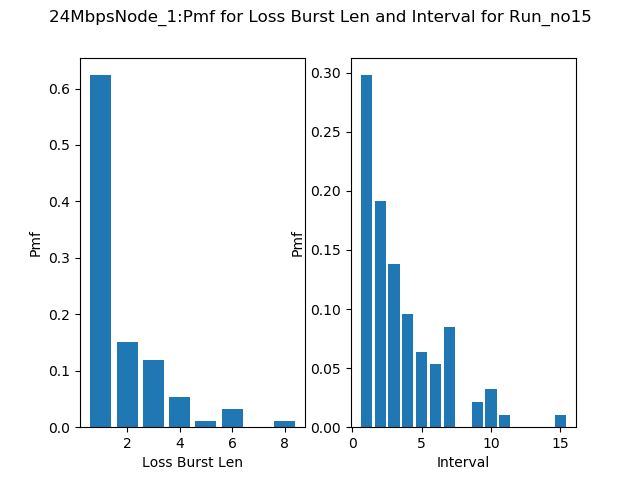 24MbpsNode_1:Pmf for Loss Burst Len and Interval for Run_no15
0.6
0.5
0.4
0.3
0.2
0.1
0.0
Pmf
2 4 6 8
Loss Burst Len
0.30
0.25
0.20
0.15
0.10
0.05
0.00
Pmf
0 5 10 15
Interval